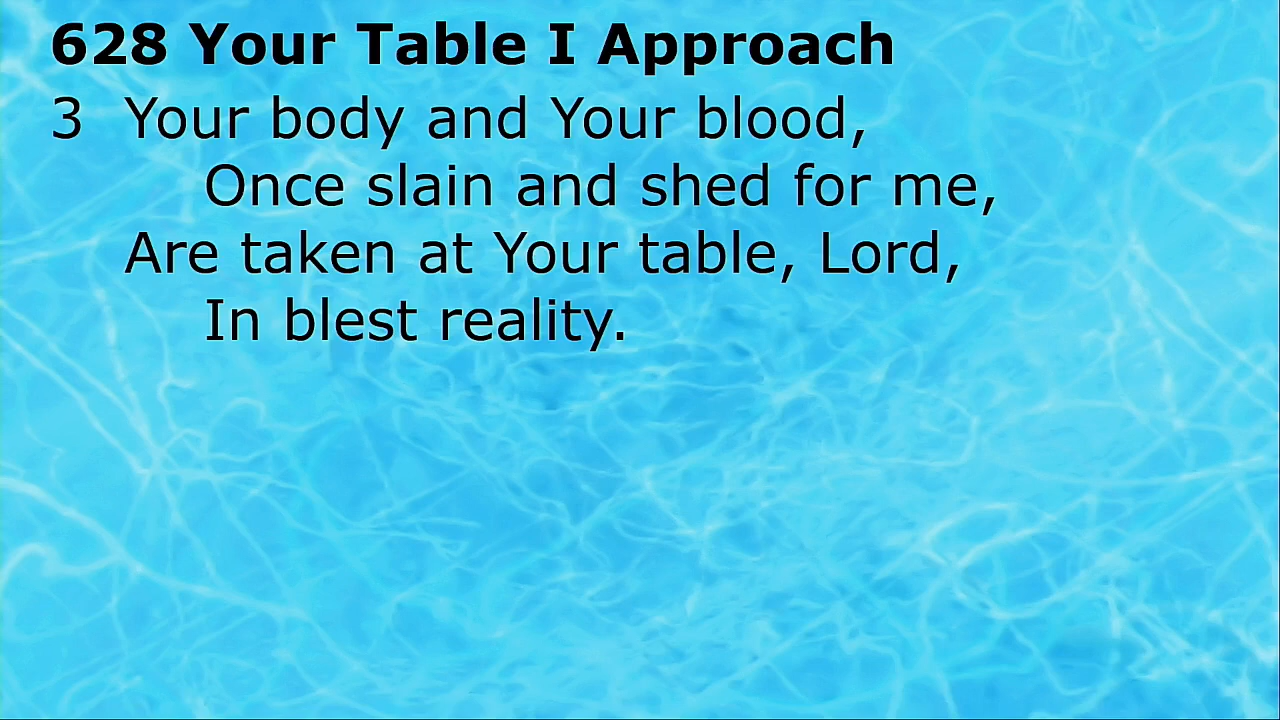 628 Your Table I Approach
3 Your body and Your blood,
Once slain and shed for me,
Are taken at Your table, Lord,
In blest reality.